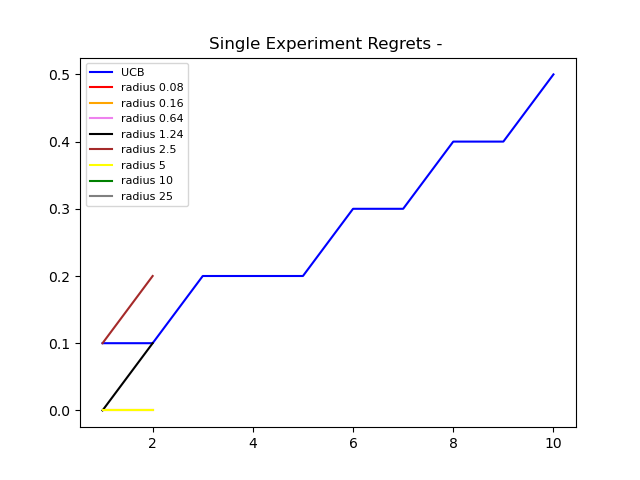 Single Experiment Regrets -
UCB
radius 0.08
radius 0.16
radius 0.64
radius 1.24
radius 2.5
radius 5
radius 10
radius 25
0.5
0.4
0.3
0.2
0.1
0.0
2 4 6 8 10